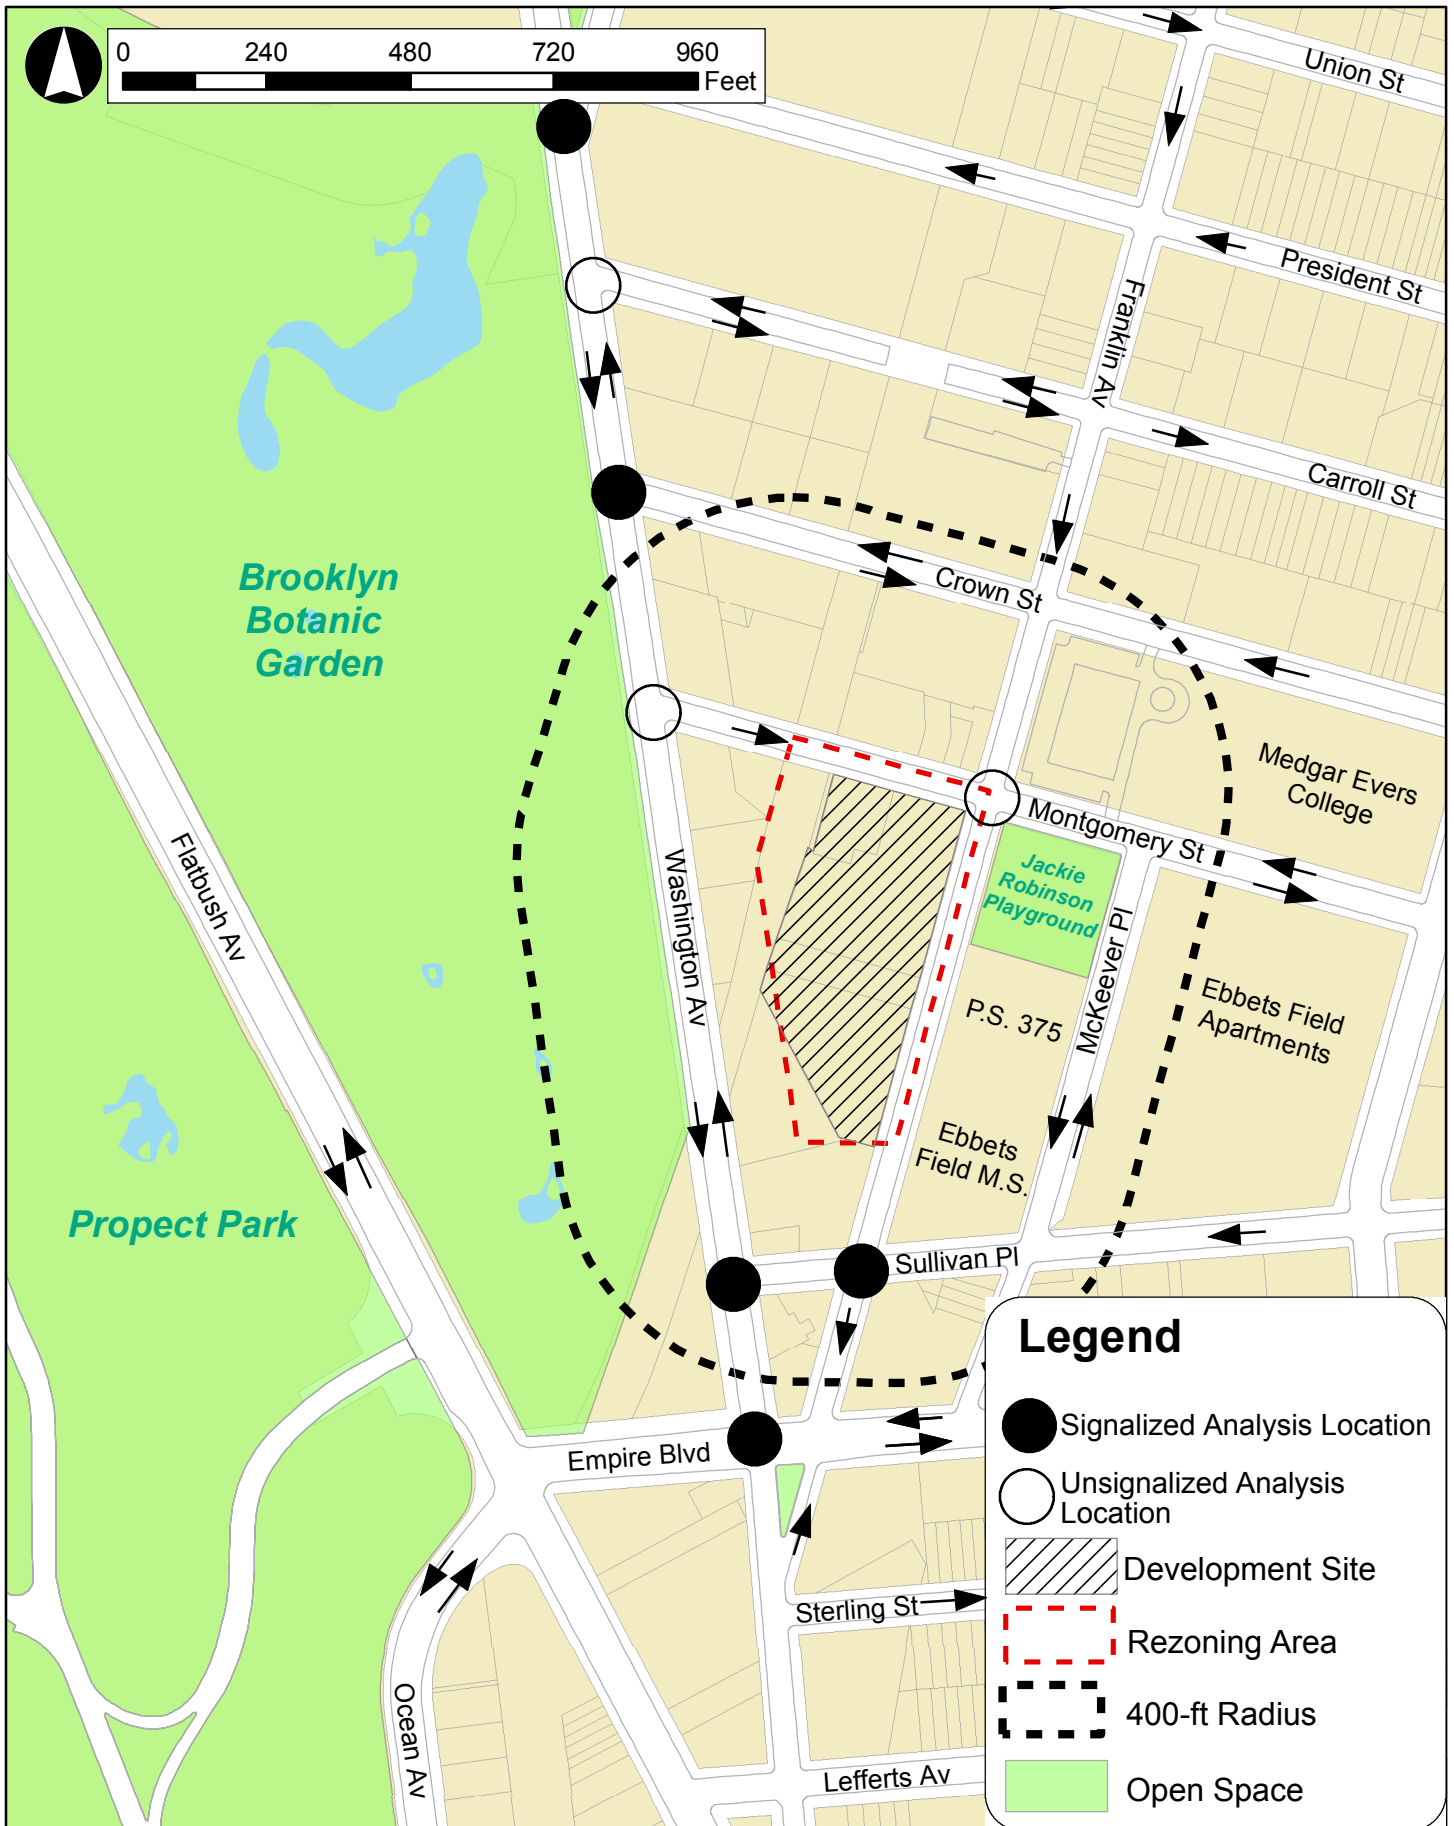 0 240 480 720 960
Feet
Union St
President St
Franklin Av
Carroll St
Brooklyn
Botanic
Garden
Crown St
Medgar Evers
College
Montgomery St
Flatbush Av
Washington Av
Jackie
Robinson
Playground
McKeever Pl
P.S. 375
Ebbets Field
Apartments
Ebbets
Field M.S.
Propect Park
Sullivan Pl
Empire Blvd
Sterling St
Ocean Av
Lefferts Av
Legend
Signalized Analysis Location
Unsignalized Analysis
Location
Development Site
Rezoning Area
400-ft Radius
Open Space